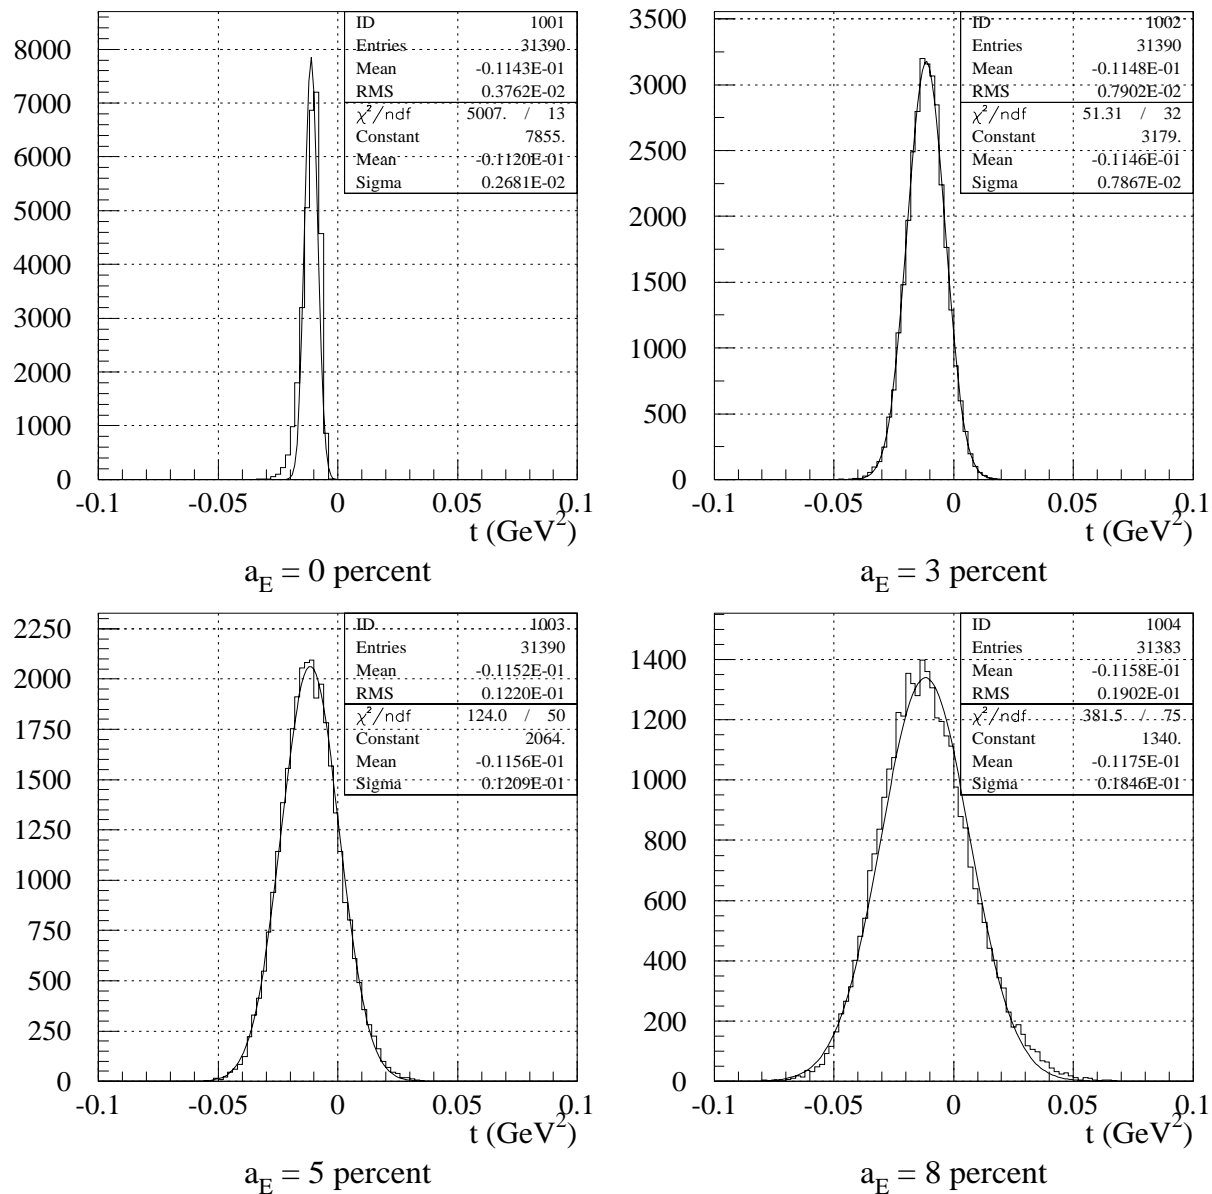 ID 1001
Entries 31390
Mean -0.1143E-01
RMS 0.3762E-02
χ²/ndf 5007. / 13
Constant 7855.
Mean -0.1120E-01
Sigma 0.2681E-02
8000
7000
6000
5000
4000
3000
2000
1000
0
-0.1 -0.05 0 0.05 0.1
t (GeV²)
a_E = 0 percent
ID 1002
Entries 31390
Mean -0.1148E-01
RMS 0.7902E-02
χ²/ndf 51.31 / 32
Constant 3179.
Mean -0.1146E-01
Sigma 0.7867E-02
3500
3000
2500
2000
1500
1000
500
0
-0.1 -0.05 0 0.05 0.1
t (GeV²)
a_E = 3 percent
ID 1003
Entries 31390
Mean -0.1152E-01
RMS 0.1220E-01
χ²/ndf 124.0 / 50
Constant 2064.
Mean -0.1156E-01
Sigma 0.1209E-01
2250
2000
1750
1500
1250
1000
750
500
250
0
-0.1 -0.05 0 0.05 0.1
t (GeV²)
a_E = 5 percent
ID 1004
Entries 31383
Mean -0.1158E-01
RMS 0.1902E-01
χ²/ndf 381.5 / 75
Constant 1340.
Mean -0.1175E-01
Sigma 0.1846E-01
1400
1200
1000
800
600
400
200
0
-0.1 -0.05 0 0.05 0.1
t (GeV²)
a_E = 8 percent